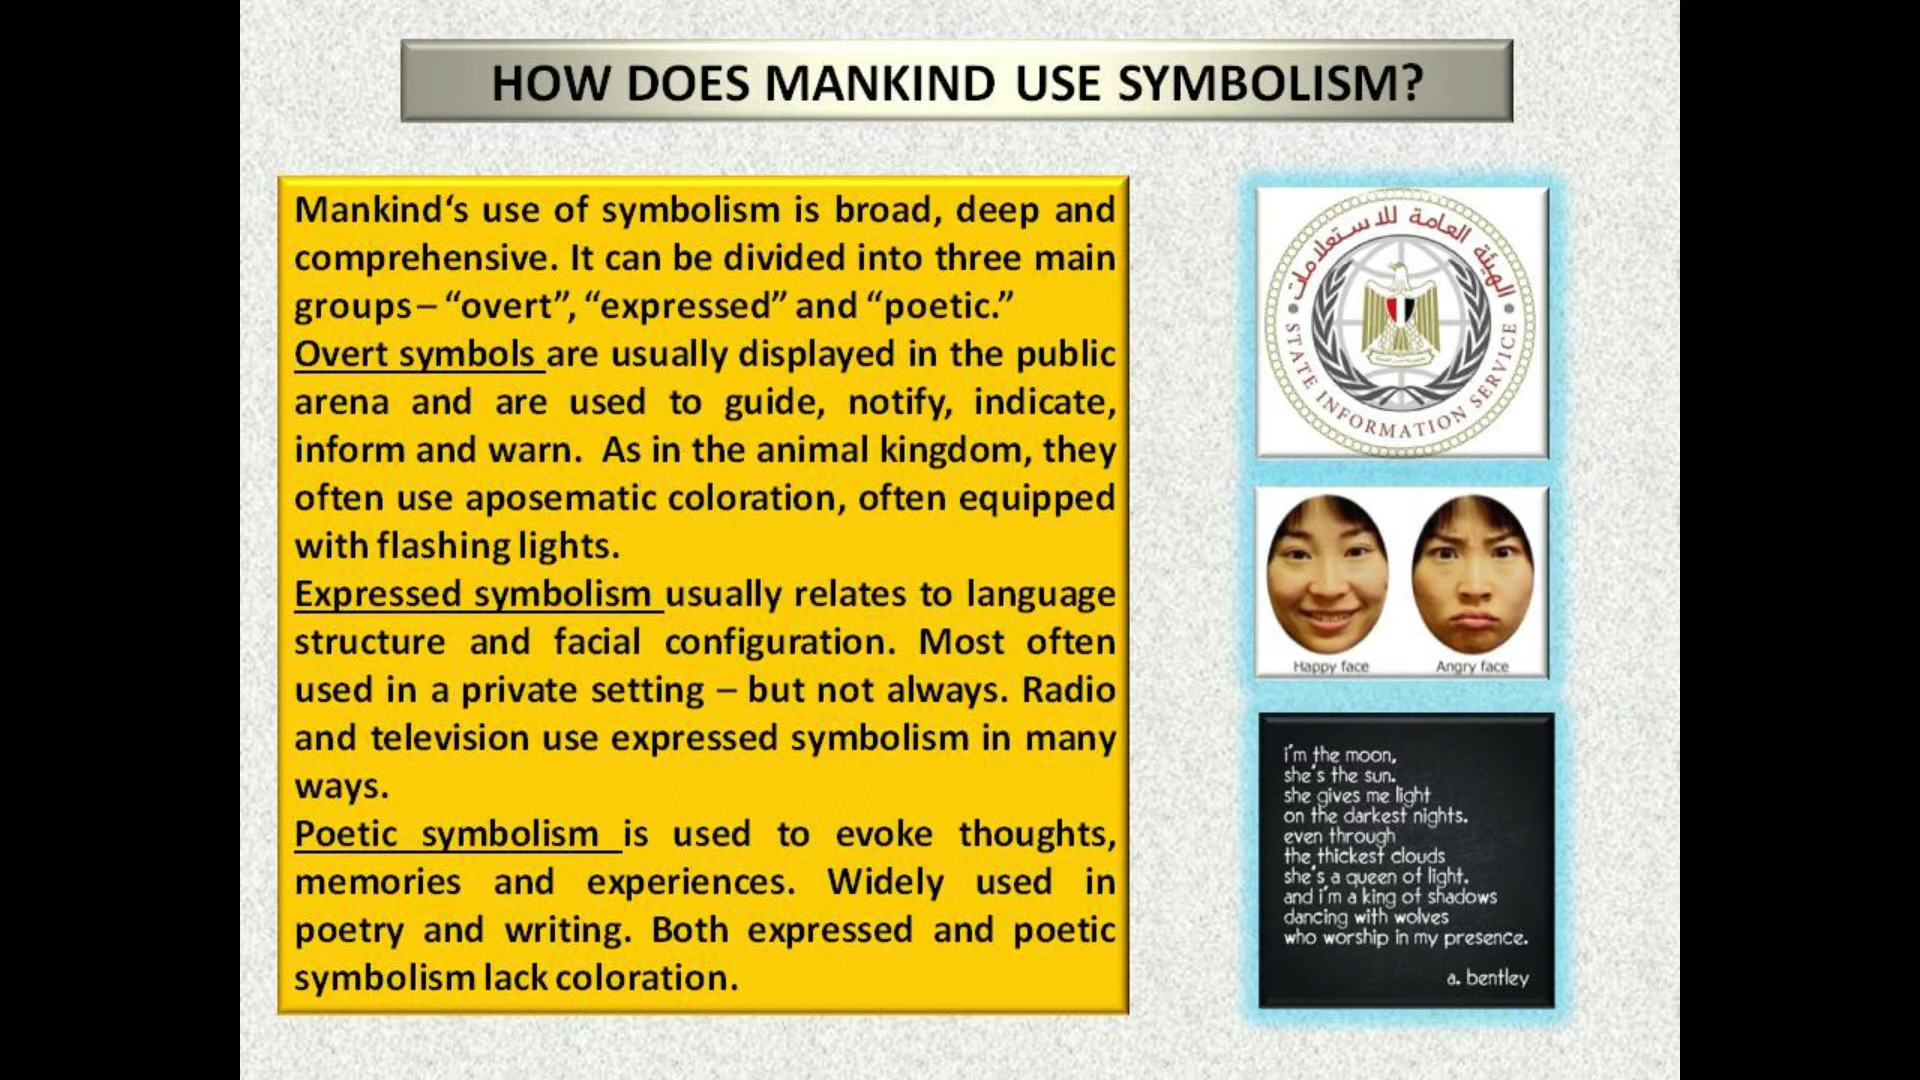 HOW DOES MANKIND USE SYMBOLISM?
Mankind‘s use of symbolism is broad, deep and
comprehensive. It can be divided into three main
groups – “overt”, “expressed” and “poetic.”
Overt symbols are usually displayed in the public
arena and are used to guide, notify, indicate,
inform and warn. As in the animal kingdom, they
often use aposematic coloration, often equipped
with flashing lights.
Expressed symbolism usually relates to language
structure and facial configuration. Most often
used in a private setting – but not always. Radio
and television use expressed symbolism in many
ways.
Poetic symbolism is used to evoke thoughts,
memories and experiences. Widely used in
poetry and writing. Both expressed and poetic
symbolism lack coloration.
الهيئة العامة للاستعلامات
STATE INFORMATION SERVICE
Happy face Angry face
i'm the moon,
she's the sun.
she gives me light
on the darkest nights.
even through
the thickest clouds
she's a queen of light.
and i'm a king of shadows
dancing with wolves
who worship in my presence.
a. bentley